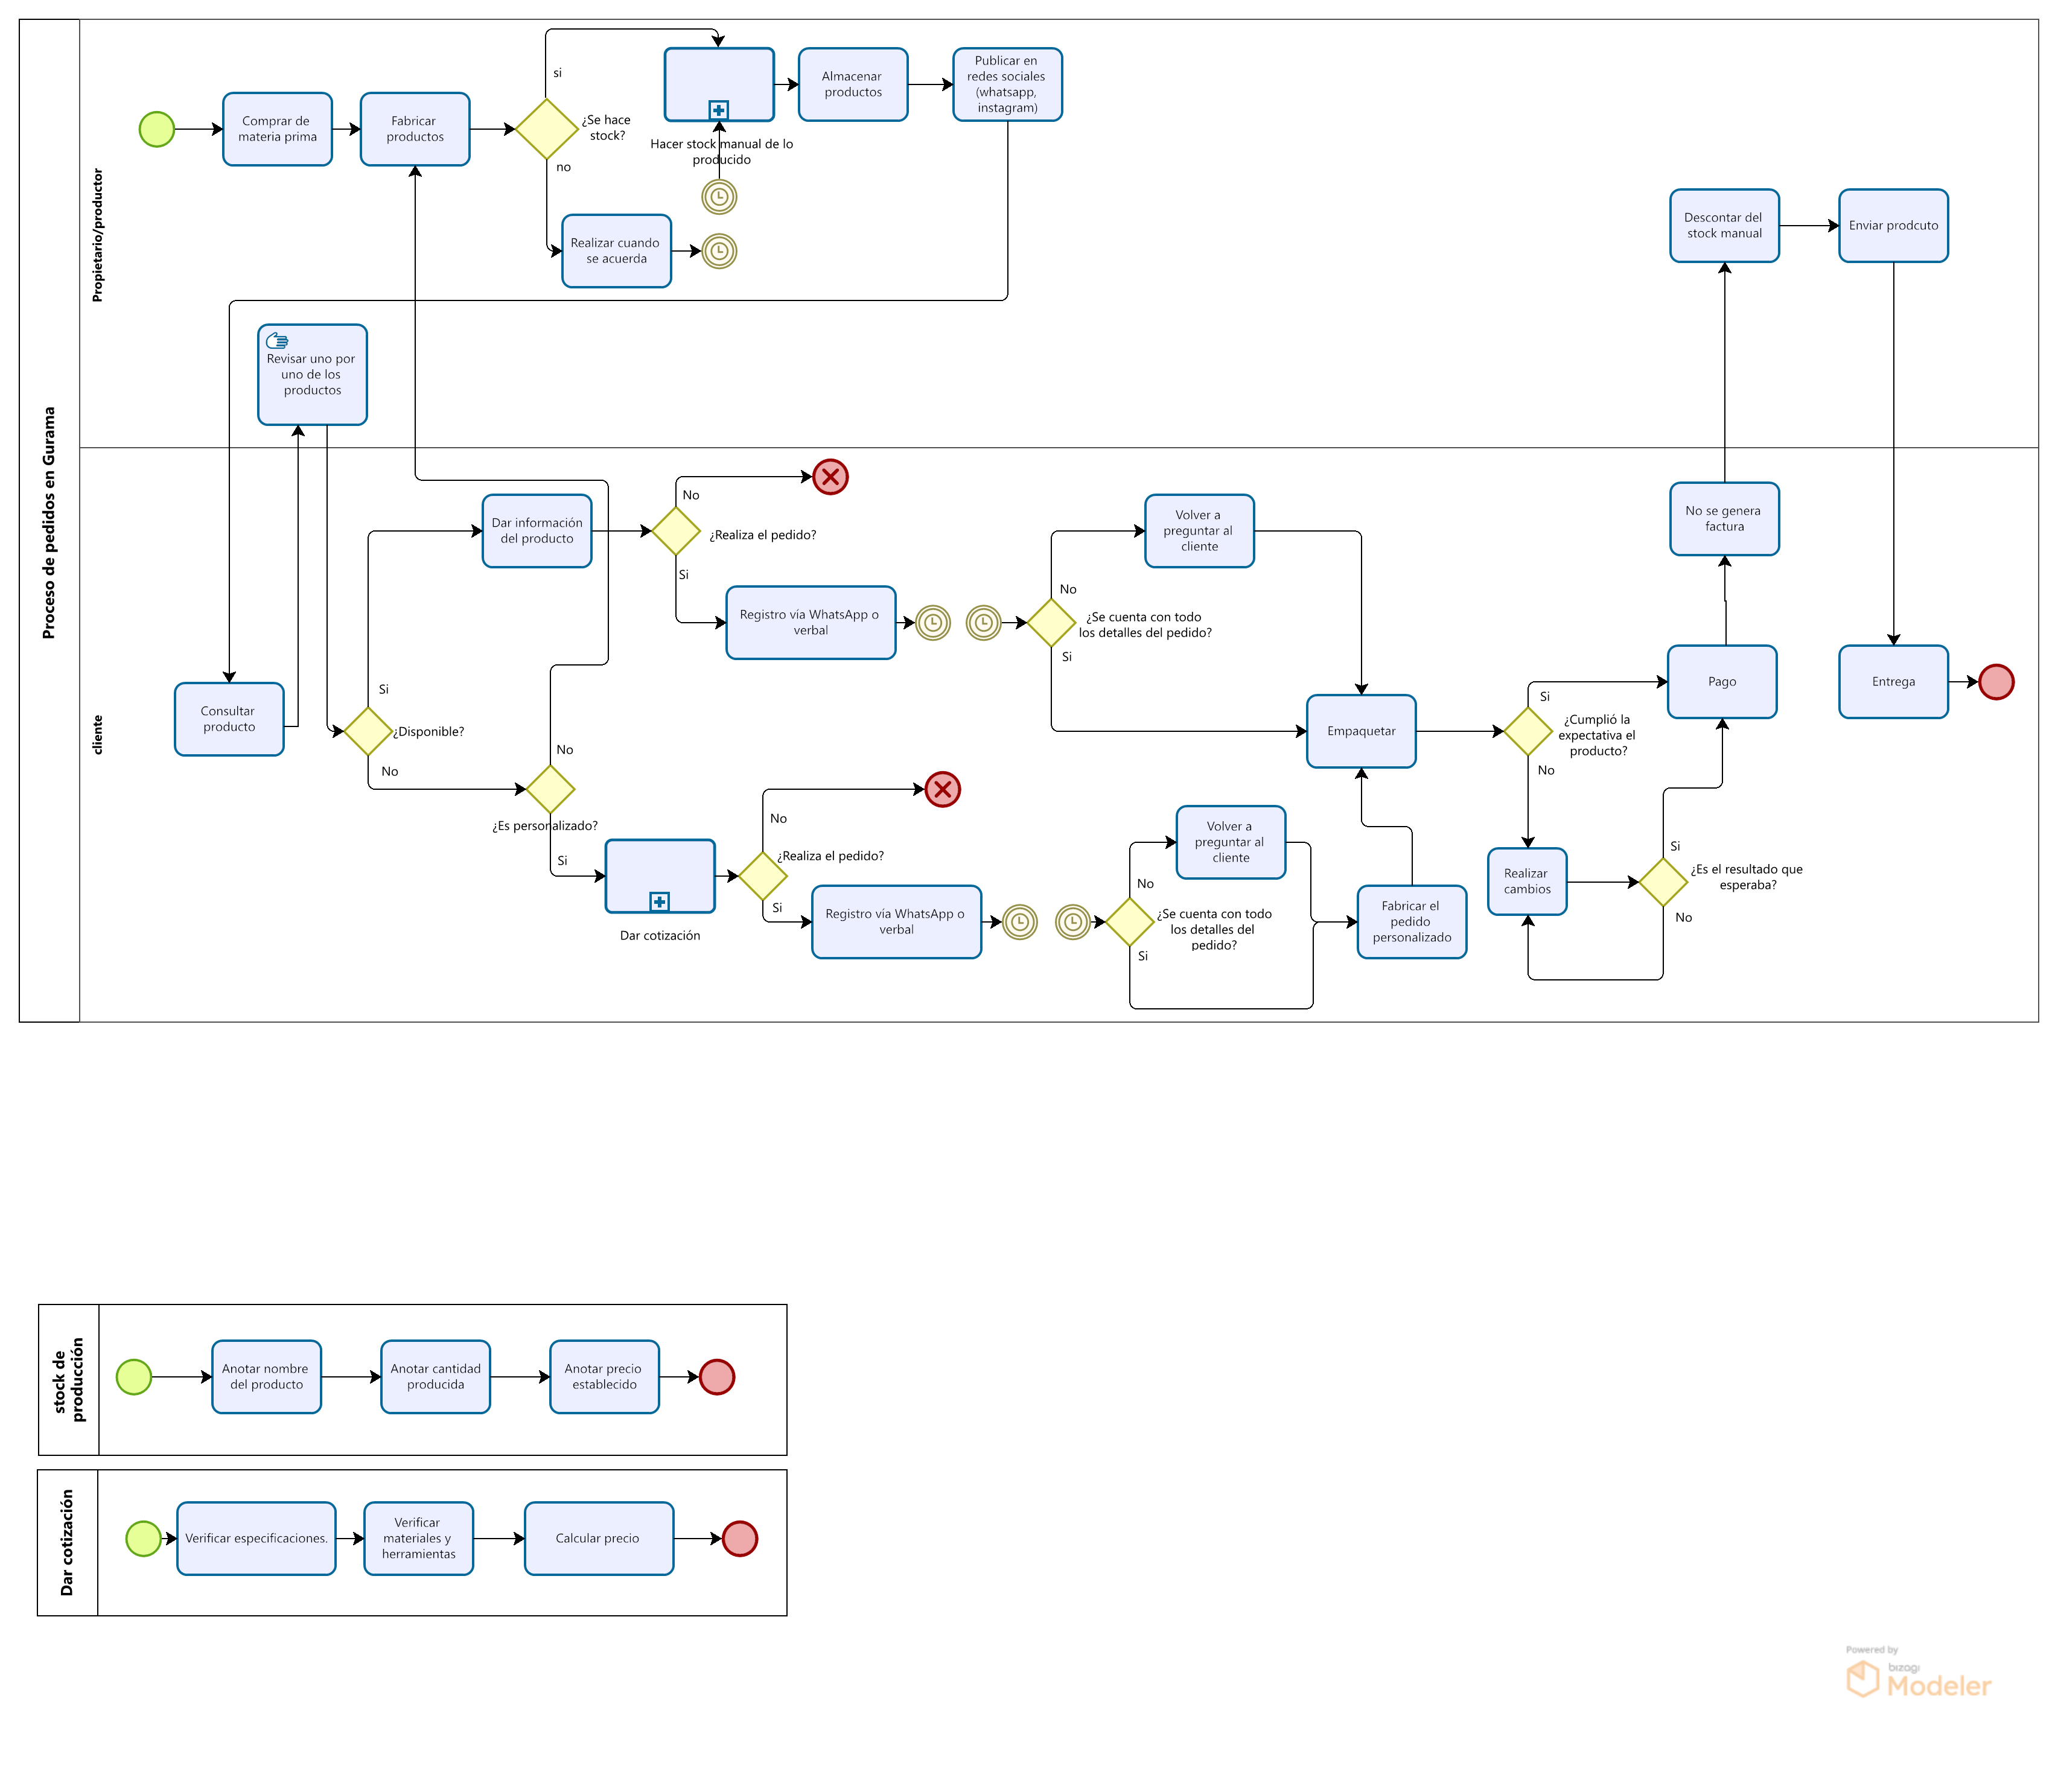 Proceso de pedidos en Gurama
Propietario/productor
Comprar de
materia prima
Fabricar
productos
¿Se hace
stock?
si
no
Hacer stock manual de lo
producido
Almacenar
productos
Publicar en
redes sociales
(whatsapp,
instagram)
Realizar cuando
se acuerda
Revisar uno por
uno de los
productos
Descontar del
stock manual
Enviar prodcuto
cliente
Consultar
producto
¿Disponible?
Si
No
Dar información
del producto
¿Realiza el pedido?
No
Si
Registro vía WhatsApp o
verbal
¿Se cuenta con todo
los detalles del pedido?
No
Si
Volver a
preguntar al
cliente
Empaquetar
¿Es personalizado?
No
Si
Dar cotización
¿Realiza el pedido?
No
Si
Registro vía WhatsApp o
verbal
¿Se cuenta con todo
los detalles del
pedido?
No
Si
Volver a
preguntar al
cliente
Fabricar el
pedido
personalizado
¿Cumplió la
expectativa el
producto?
Si
No
Realizar
cambios
¿Es el resultado que
esperaba?
Si
No
Pago
No se genera
factura
Entrega
stock de
producción
Anotar nombre
del producto
Anotar cantidad
producida
Anotar precio
establecido
Dar cotización
Verificar especificaciones.
Verificar
materiales y
herramientas
Calcular precio
Powered by
bizagi
Modeler